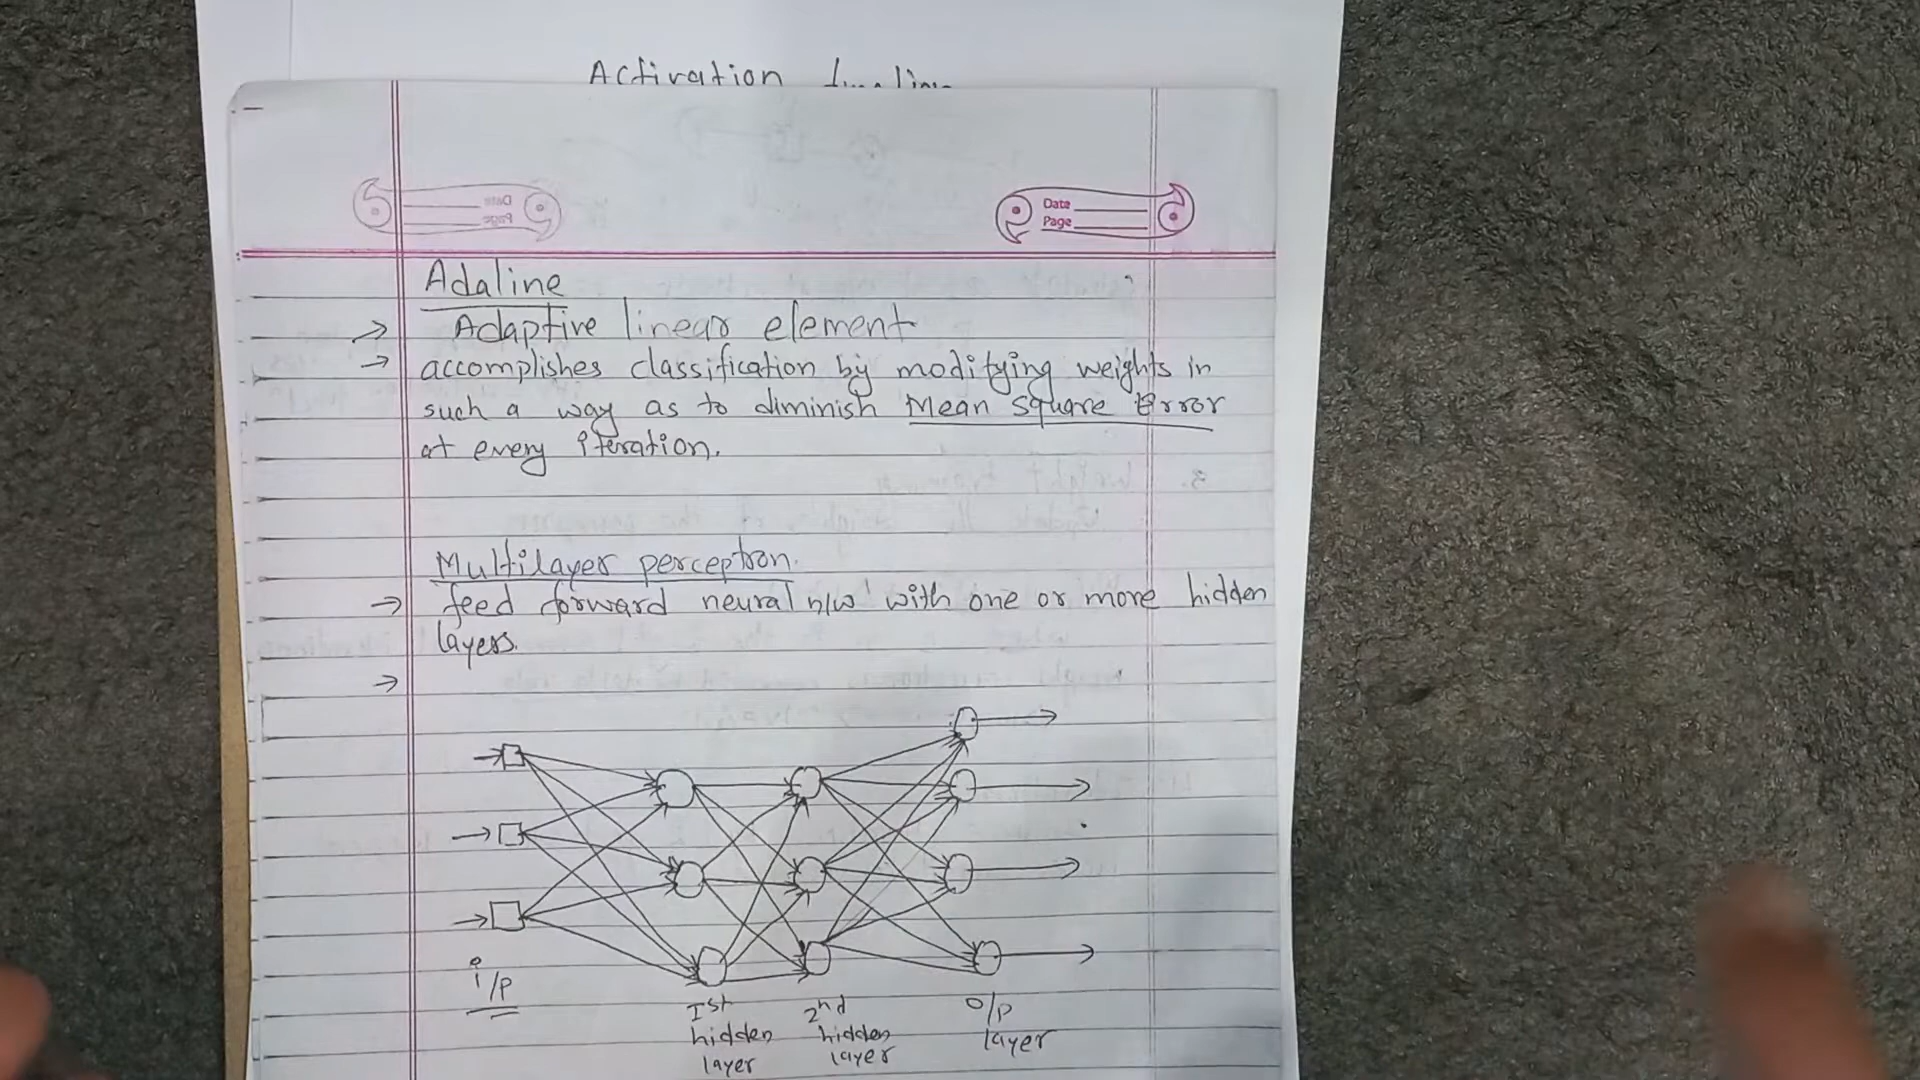 Activation
Date
Page
Adaline
→ Adaptive linear element
→ accomplishes classification by modifying weights in
such a way as to diminish Mean Square Error
at every iteration.
Multilayer perceptron.
→ feed forward neural n/w with one or more hidden
layers.
→
i/p
Ist hidden layer
2nd hidden layer
O/p layer